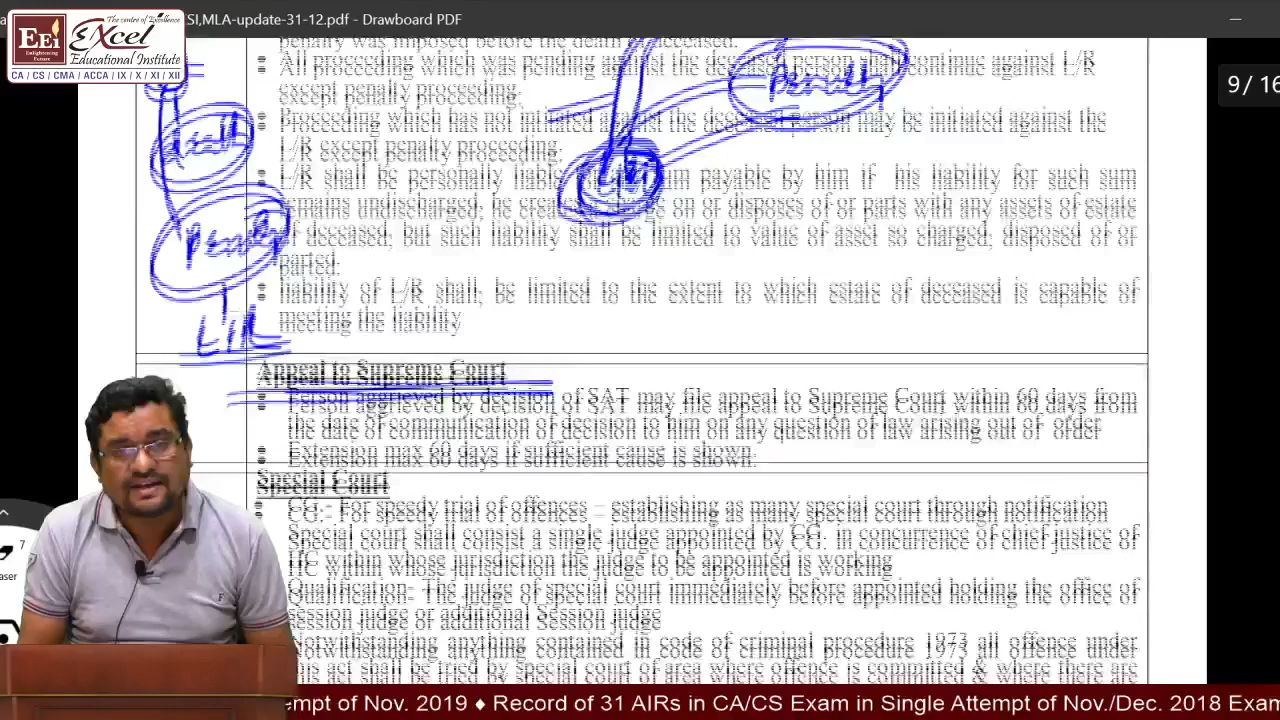 SI,MLA-update-31-12.pdf - Drawboard PDF
EEi
Enlightening Future
The centre of Excellence
EXcel
Educational Institute
CA / CS / CMA / ACCA / IX / X / XI / XII
9 / 16
penalty was imposed before the death of deceased.
All proceeding which was pending against the deceased person shall continue against L/R
except penalty proceeding;
penalty
Proceeding which has not initiated against the deceased person may be initiated against the
L/R except penalty proceeding;
death
L/R shall be personally liable payable by him if his liability for such sum
remains undischarged, he on or disposes of or parts with any assets of estate
of deceased, but such liability shall be limited to value of asset so charged, disposed of or
parted.
Penalty
liability of L/R shall, be limited to the extent to which estate of deceased is capable of
meeting the liability
L/R
Appeal to Supreme Court
Person aggrieved by decision of SAT may file appeal to Supreme Court within 60 days from
the date of communication of decision to him on any question of law arising out of order
Extension max 60 days if sufficient cause is shown.
Special Court
CG.- For speedy trial of offences – establishing as many special court through notification
Special court shall consist a single judge appointed by CG. in concurrence of chief justice of
HC within whose jurisdiction the judge to be appointed is working
Qualification- The judge of special court immediately before appointed holding the office of
Session judge or additional Session judge
Notwithstanding anything contained in code of criminal procedure 1973 all offence under
this act shall be tried by special court of area where offence is committed & where there are
7
aser
empt of Nov. 2019 ♦ Record of 31 AIRs in CA/CS Exam in Single Attempt of Nov./Dec. 2018 Exam